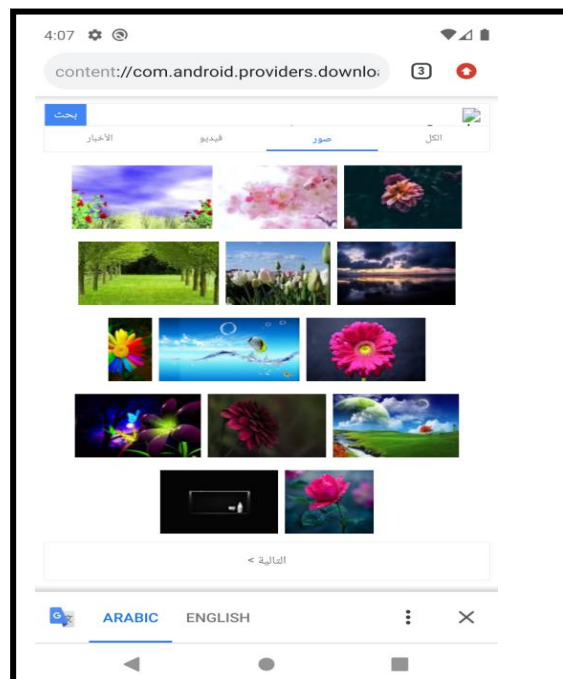 4:07
content://com.android.providers.downlo
3
بحث
الكل صور فيديو الأخبار
التالية >
ARABIC ENGLISH